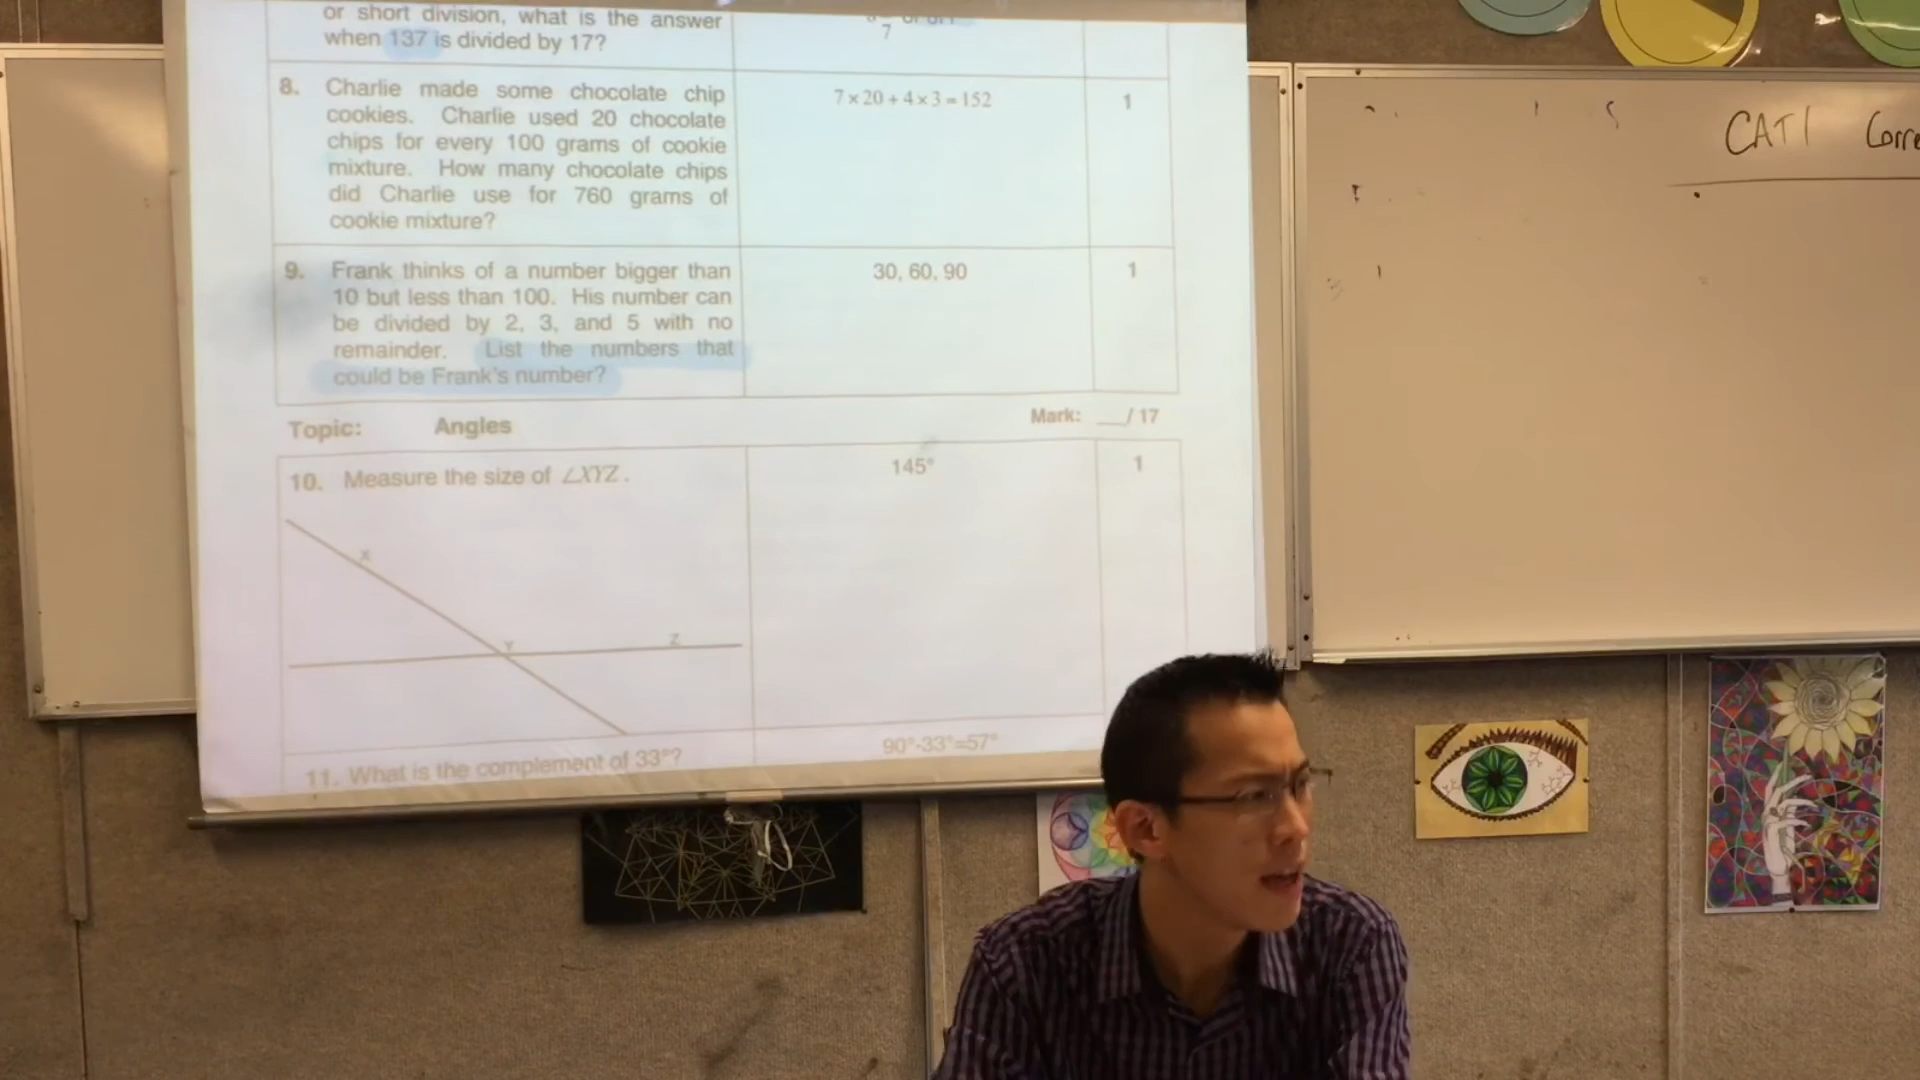 or short division, what is the answer
when 137 is divided by 17?
7
8. Charlie made some chocolate chip
cookies. Charlie used 20 chocolate
chips for every 100 grams of cookie
mixture. How many chocolate chips
did Charlie use for 760 grams of
cookie mixture?
7 × 20 + 4 × 3 = 152
1
9. Frank thinks of a number bigger than
10 but less than 100. His number can
be divided by 2, 3, and 5 with no
remainder. List the numbers that
could be Frank's number?
30, 60, 90
1
Topic: Angles
Mark: ___/ 17
10. Measure the size of ∠XYZ.
145°
1
X
Y
Z
11. What is the complement of 33°?
90°-33°=57°
CAT1